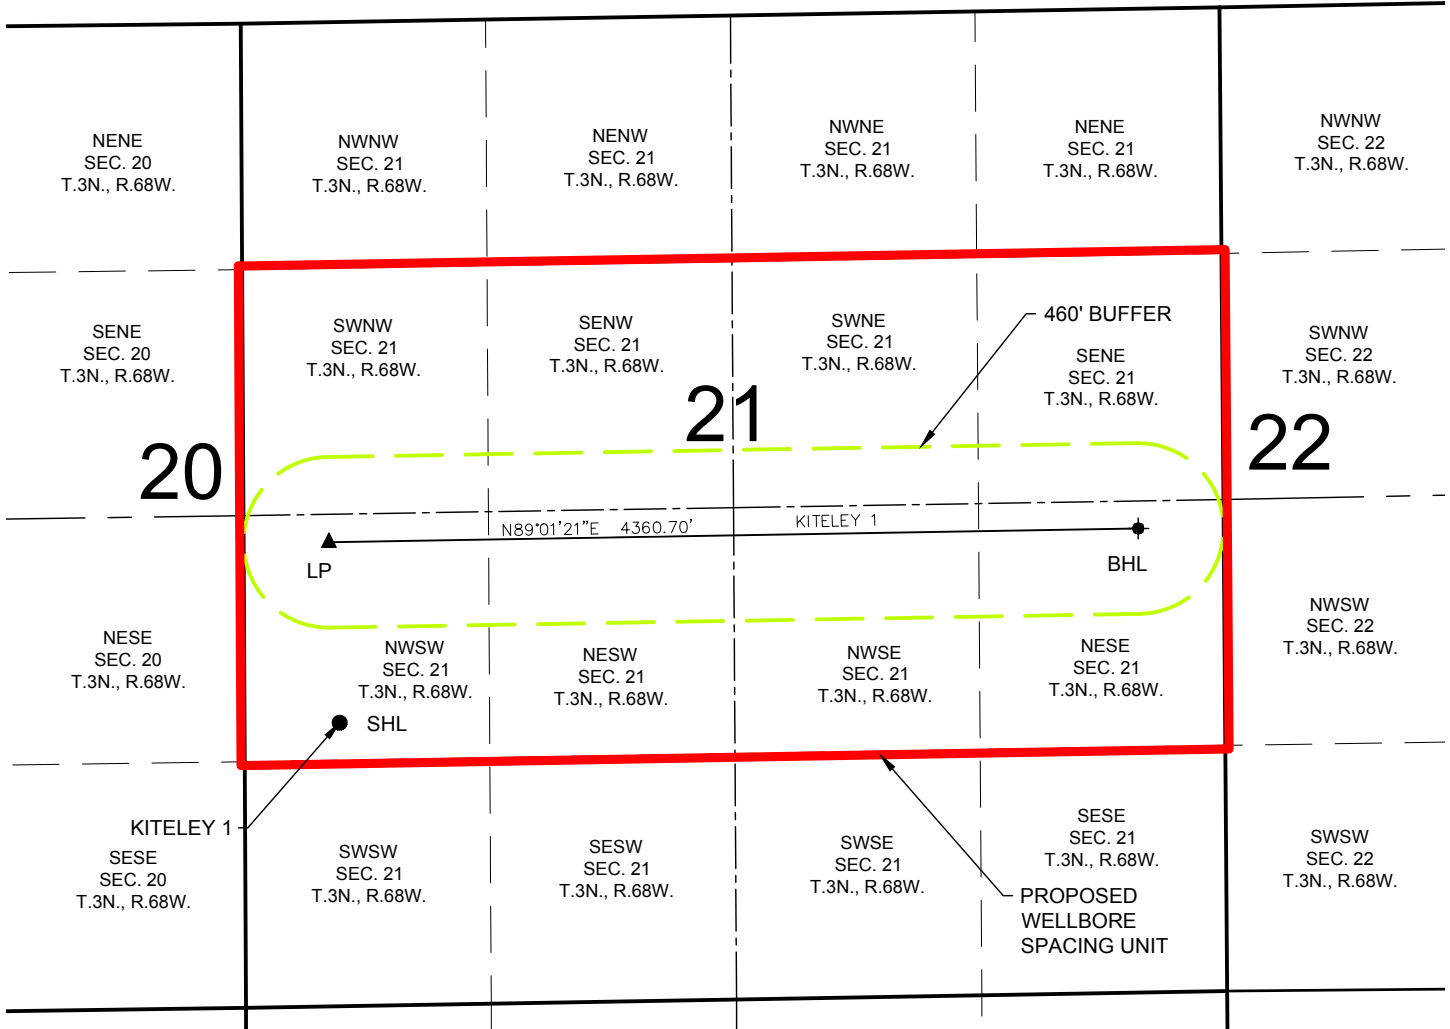 NENE
SEC. 20
T.3N., R.68W.
NWNW
SEC. 21
T.3N., R.68W.
NENW
SEC. 21
T.3N., R.68W.
NWNE
SEC. 21
T.3N., R.68W.
NENE
SEC. 21
T.3N., R.68W.
NWNW
SEC. 22
T.3N., R.68W.
SENE
SEC. 20
T.3N., R.68W.
SWNW
SEC. 21
T.3N., R.68W.
SENW
SEC. 21
T.3N., R.68W.
SWNE
SEC. 21
T.3N., R.68W.
460' BUFFER
SENE
SEC. 21
T.3N., R.68W.
SWNW
SEC. 22
T.3N., R.68W.
20
21
22
N89°01'21"E 4360.70'
KITELEY 1
LP
BHL
NESE
SEC. 20
T.3N., R.68W.
NWSW
SEC. 21
T.3N., R.68W.
NESW
SEC. 21
T.3N., R.68W.
NWSE
SEC. 21
T.3N., R.68W.
NESE
SEC. 21
T.3N., R.68W.
NWSW
SEC. 22
T.3N., R.68W.
SHL
KITELEY 1
SESE
SEC. 20
T.3N., R.68W.
SWSW
SEC. 21
T.3N., R.68W.
SESW
SEC. 21
T.3N., R.68W.
SWSE
SEC. 21
T.3N., R.68W.
SESE
SEC. 21
T.3N., R.68W.
SWSW
SEC. 22
T.3N., R.68W.
PROPOSED
WELLBORE
SPACING UNIT